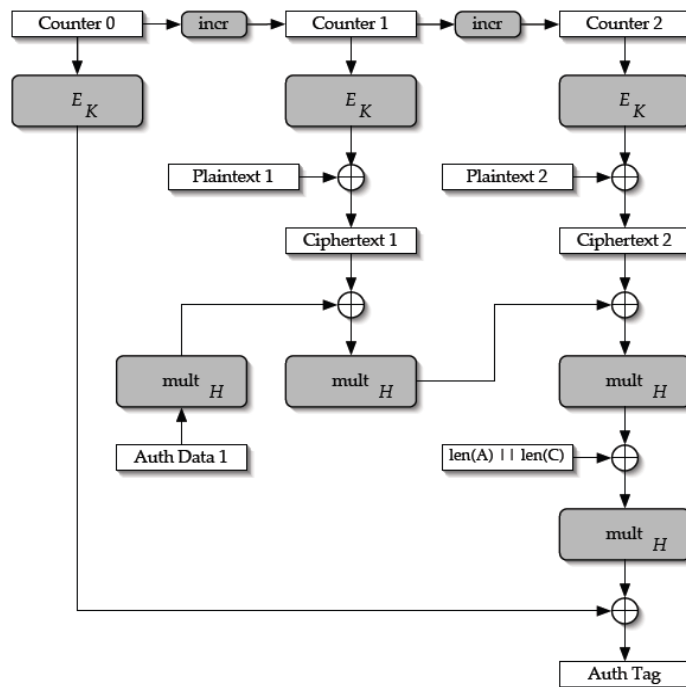 Counter 0
incr
Counter 1
incr
Counter 2
E K
E K
E K
Plaintext 1
Plaintext 2
Ciphertext 1
Ciphertext 2
mult H
mult H
mult H
Auth Data 1
len(A) || len(C)
mult H
Auth Tag